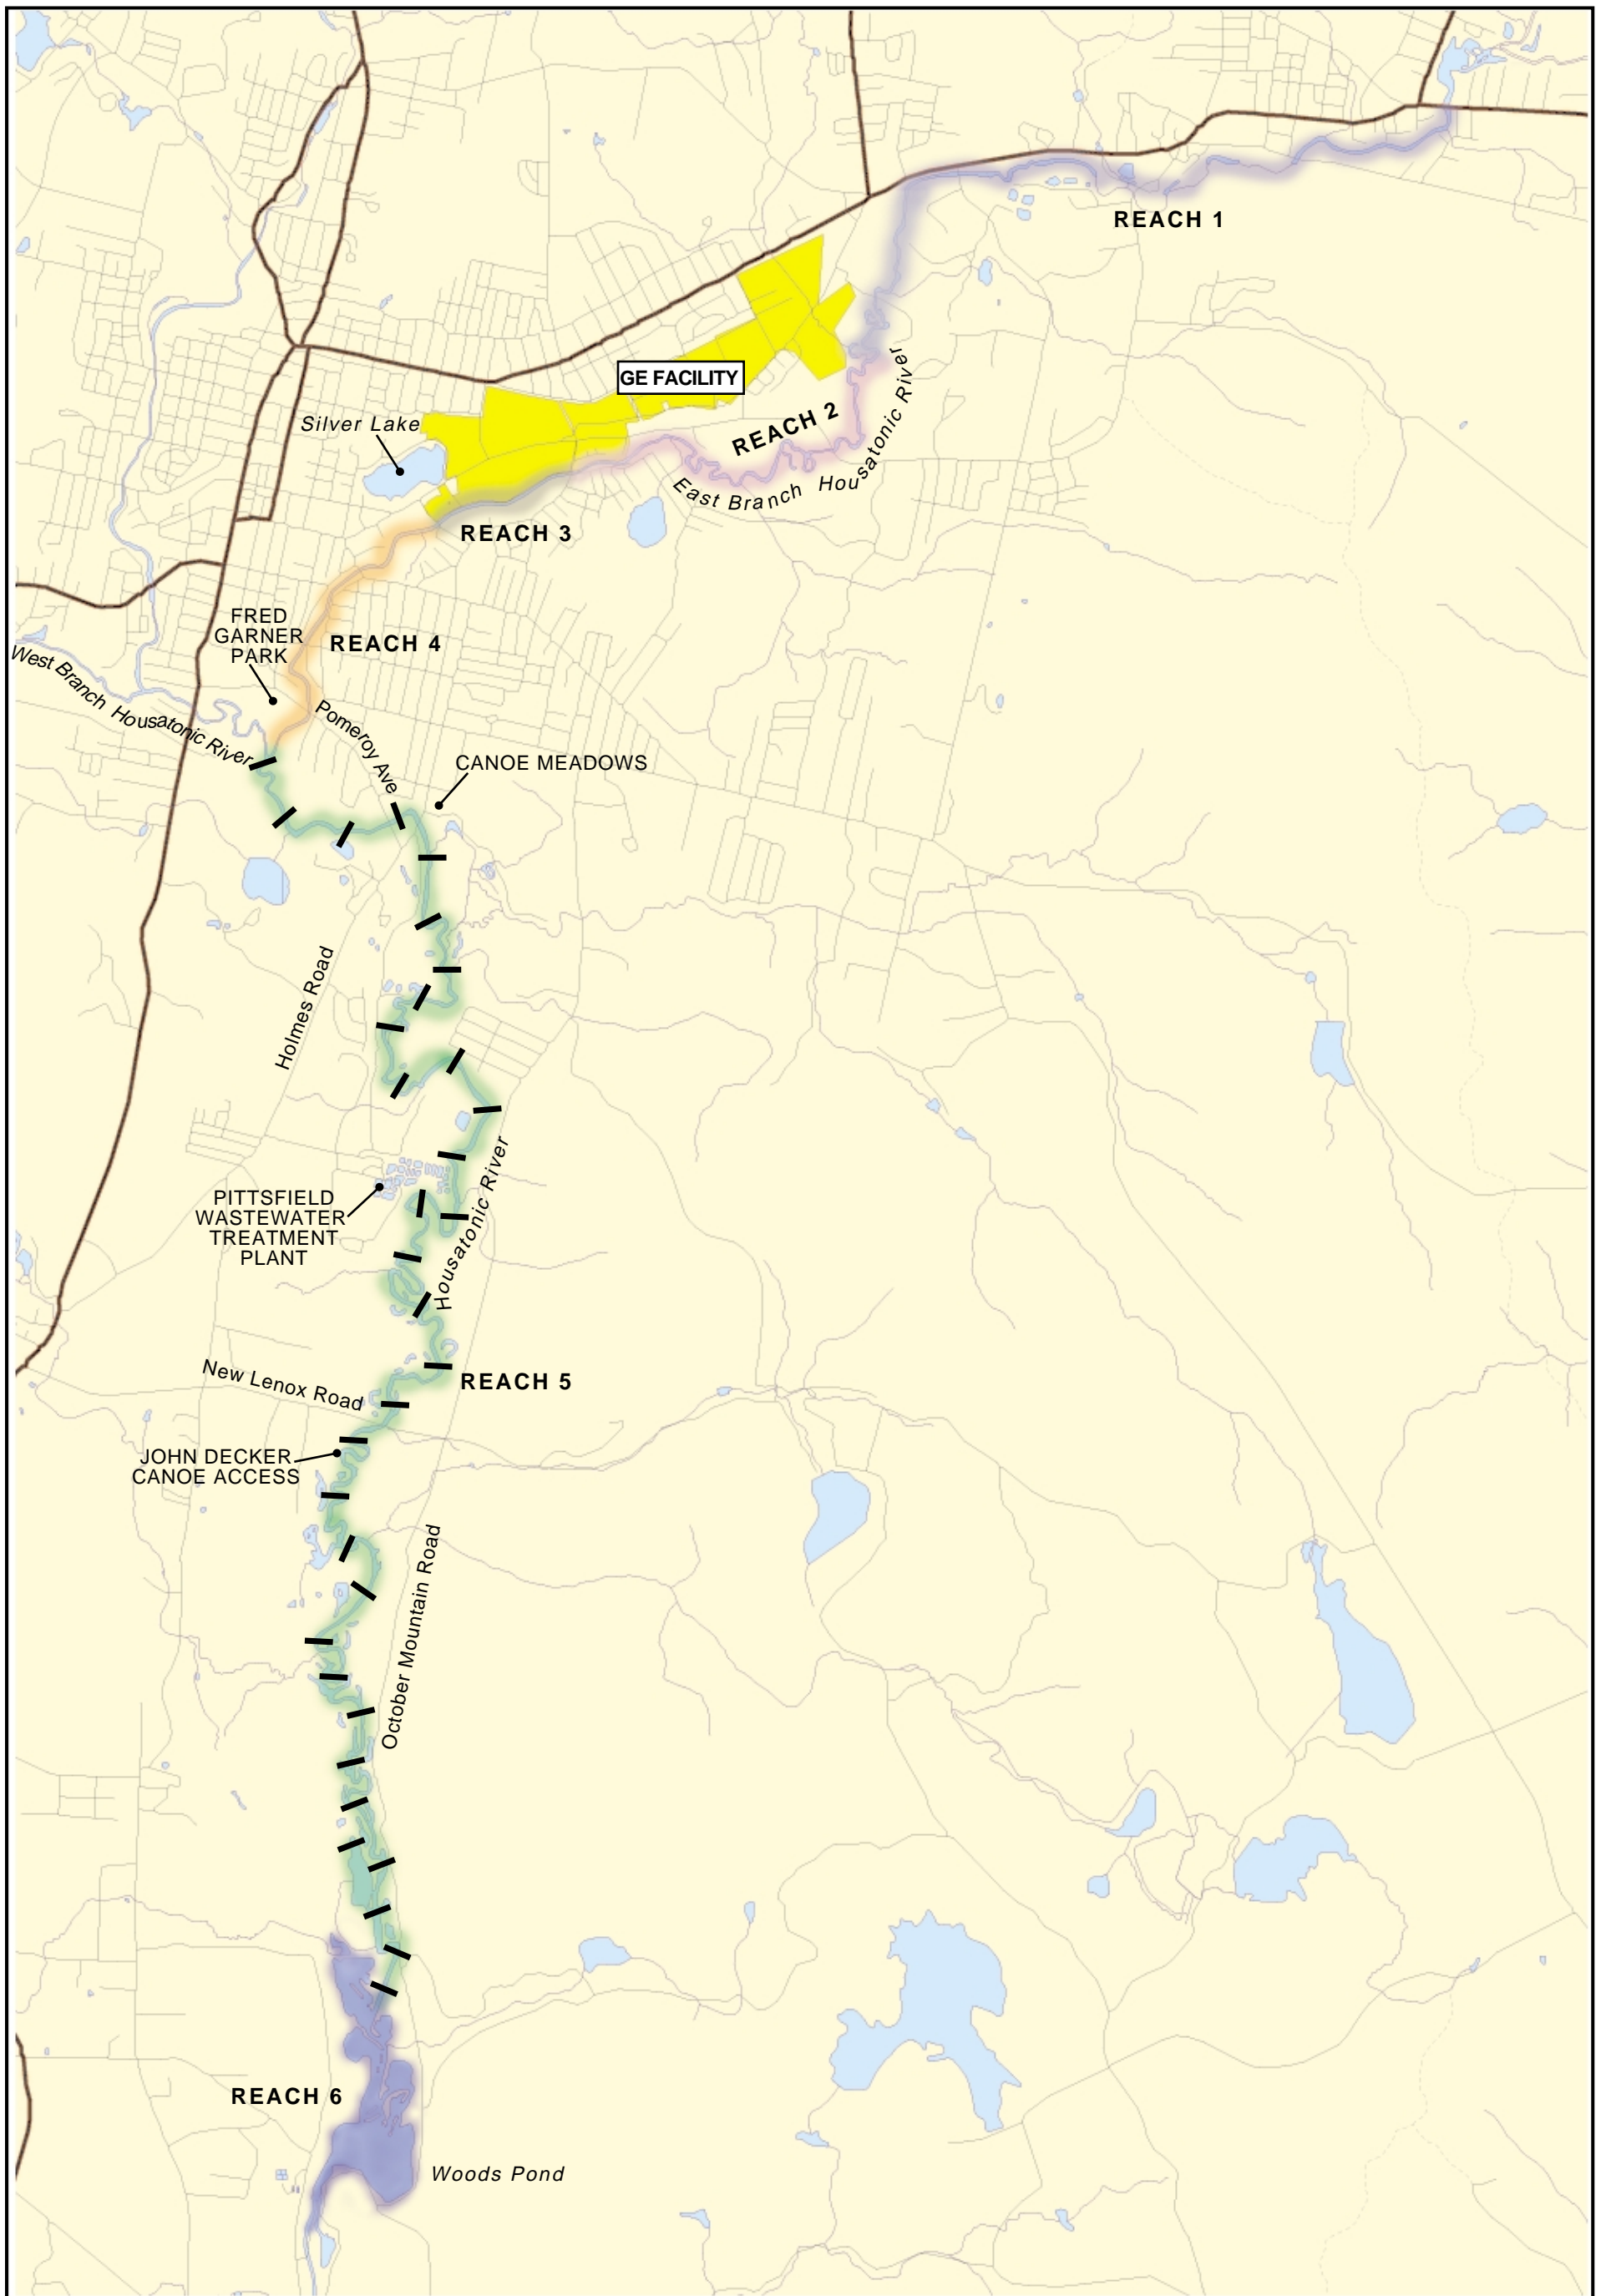 REACH 1
GE FACILITY
REACH 2
East Branch Housatonic River
Silver Lake
REACH 3
FRED
GARNER
PARK
REACH 4
West Branch Housatonic River
Pomeroy Ave
CANOE MEADOWS
Holmes Road
Housatonic River
PITTSFIELD
WASTEWATER
TREATMENT
PLANT
New Lenox Road
REACH 5
JOHN DECKER
CANOE ACCESS
October Mountain Road
REACH 6
Woods Pond